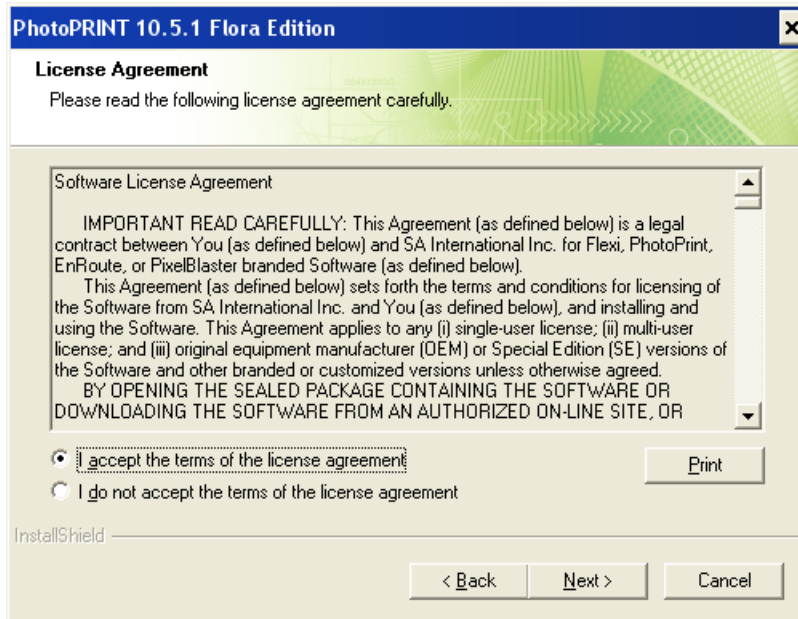 PhotoPRINT 10.5.1 Flora Edition
License Agreement
Please read the following license agreement carefully.
Software License Agreement
IMPORTANT READ CAREFULLY: This Agreement (as defined below) is a legal
contract between You (as defined below) and SA International Inc. for Flexi, PhotoPrint,
EnRoute, or PixelBlaster branded Software (as defined below).
This Agreement (as defined below) sets forth the terms and conditions for licensing of
the Software from SA International Inc. and You (as defined below), and installing and
using the Software. This Agreement applies to any (i) single-user license; (ii) multi-user
license; and (iii) original equipment manufacturer (OEM) or Special Edition (SE) versions of
the Software and other branded or customized versions unless otherwise agreed.
BY OPENING THE SEALED PACKAGE CONTAINING THE SOFTWARE OR
DOWNLOADING THE SOFTWARE FROM AN AUTHORIZED ON-LINE SITE, OR
I accept the terms of the license agreement
Print
I do not accept the terms of the license agreement
InstallShield
< Back
Next >
Cancel